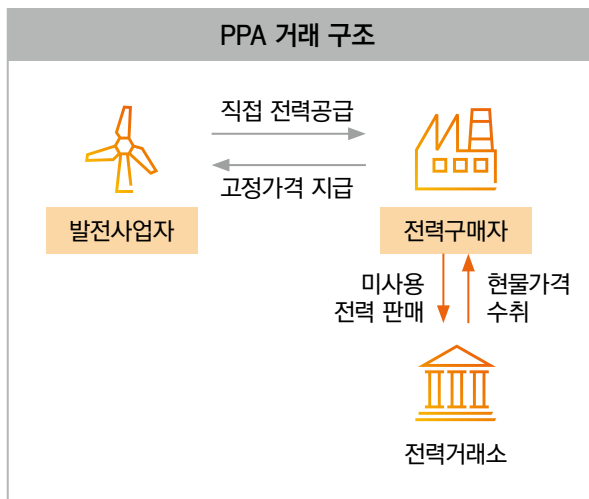 PPA 거래 구조
직접 전력공급
고정가격 지급
발전사업자
전력구매자
미사용
전력 판매
현물가격
수취
전력거래소